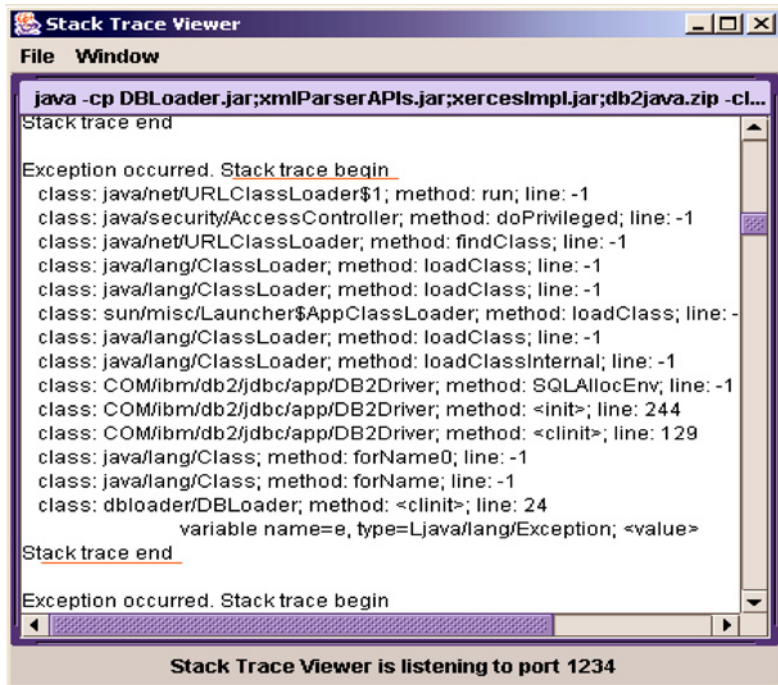 Stack Trace Viewer
File Window
java -cp DBLoader.jar;xmlParserAPIs.jar;xercesImpl.jar;db2java.zip -cl...
Stack trace end
Exception occurred. Stack trace begin
class: java/net/URLClassLoader$1; method: run; line: -1
class: java/security/AccessController; method: doPrivileged; line: -1
class: java/net/URLClassLoader; method: findClass; line: -1
class: java/lang/ClassLoader; method: loadClass; line: -1
class: java/lang/ClassLoader; method: loadClass; line: -1
class: sun/misc/Launcher$AppClassLoader; method: loadClass; line: -
class: java/lang/ClassLoader; method: loadClass; line: -1
class: java/lang/ClassLoader; method: loadClassInternal; line: -1
class: COM/ibm/db2/jdbc/app/DB2Driver; method: SQLAllocEnv; line: -1
class: COM/ibm/db2/jdbc/app/DB2Driver; method: <init>; line: 244
class: COM/ibm/db2/jdbc/app/DB2Driver; method: <clinit>; line: 129
class: java/lang/Class; method: forName0; line: -1
class: java/lang/Class; method: forName; line: -1
class: dbloader/DBLoader; method: <clinit>; line: 24
variable name=e, type=Ljava/lang/Exception; <value>
Stack trace end
Exception occurred. Stack trace begin
Stack Trace Viewer is listening to port 1234